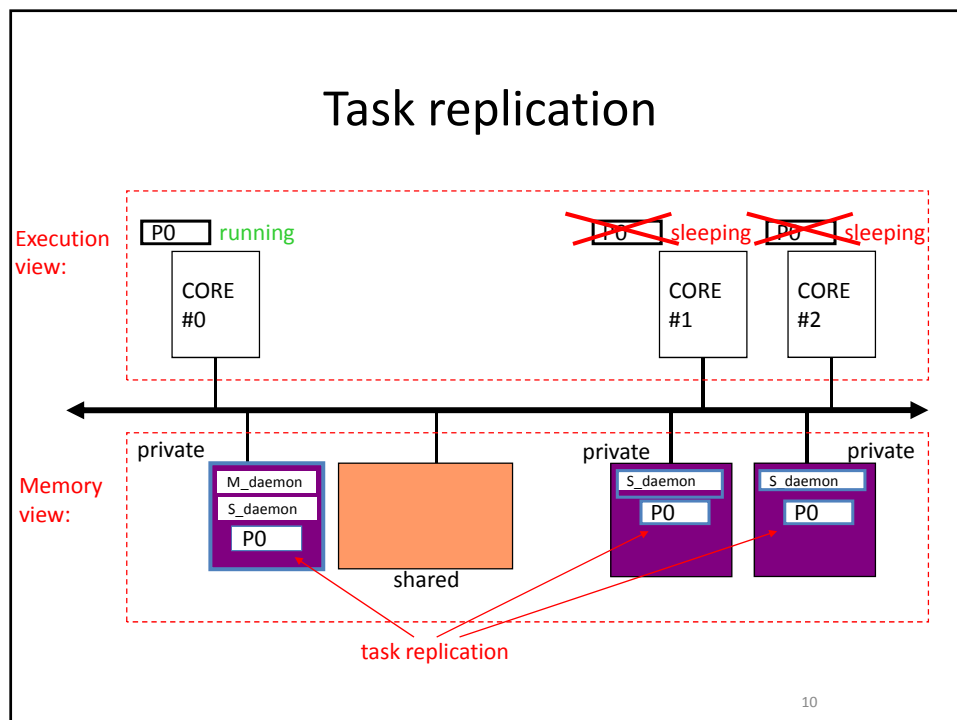 Task replication
Execution view:
P0 running
P0 sleeping
P0 sleeping
CORE #0
CORE #1
CORE #2
Memory view:
private
M_daemon
S_daemon
P0
shared
private
S_daemon
P0
private
S_daemon
P0
task replication
10